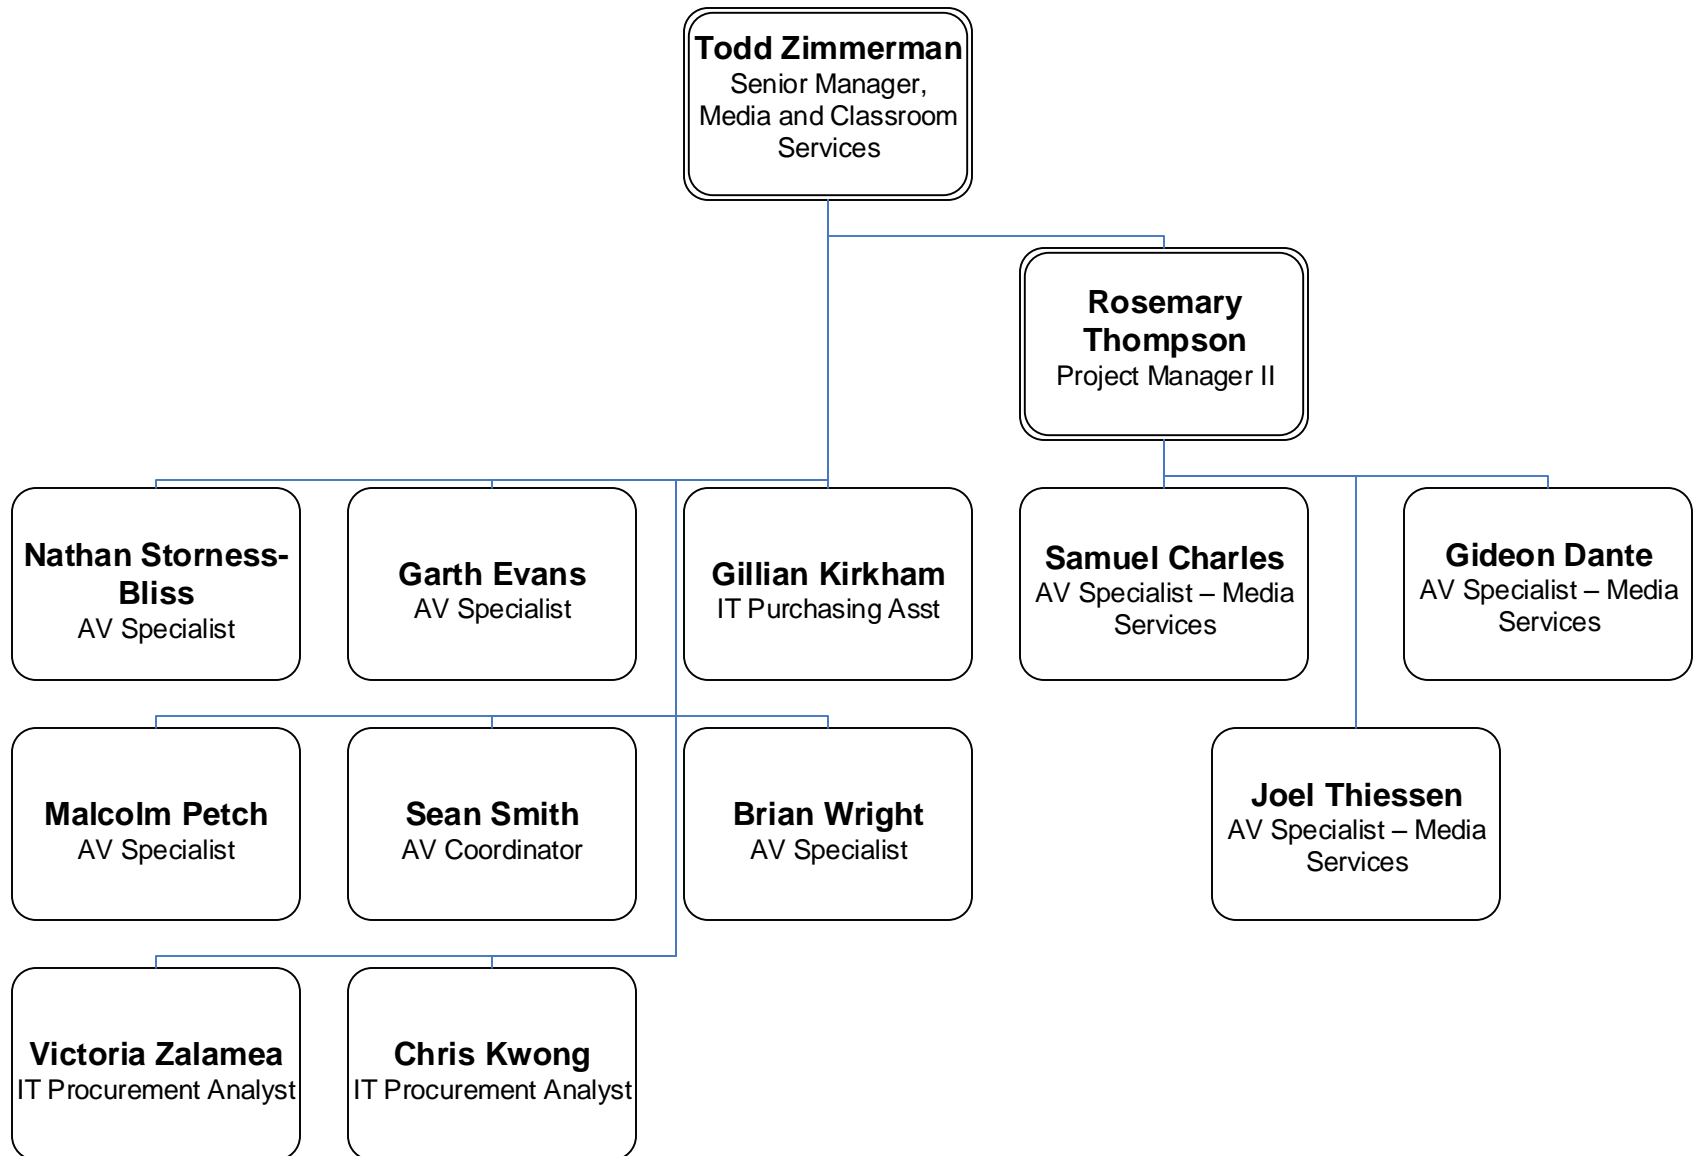 Todd Zimmerman
Senior Manager,
Media and Classroom
Services
Rosemary
Thompson
Project Manager II
Nathan Storness-
Bliss
AV Specialist
Garth Evans
AV Specialist
Gillian Kirkham
IT Purchasing Asst
Samuel Charles
AV Specialist – Media
Services
Gideon Dante
AV Specialist – Media
Services
Malcolm Petch
AV Specialist
Sean Smith
AV Coordinator
Brian Wright
AV Specialist
Joel Thiessen
AV Specialist – Media
Services
Victoria Zalamea
IT Procurement Analyst
Chris Kwong
IT Procurement Analyst